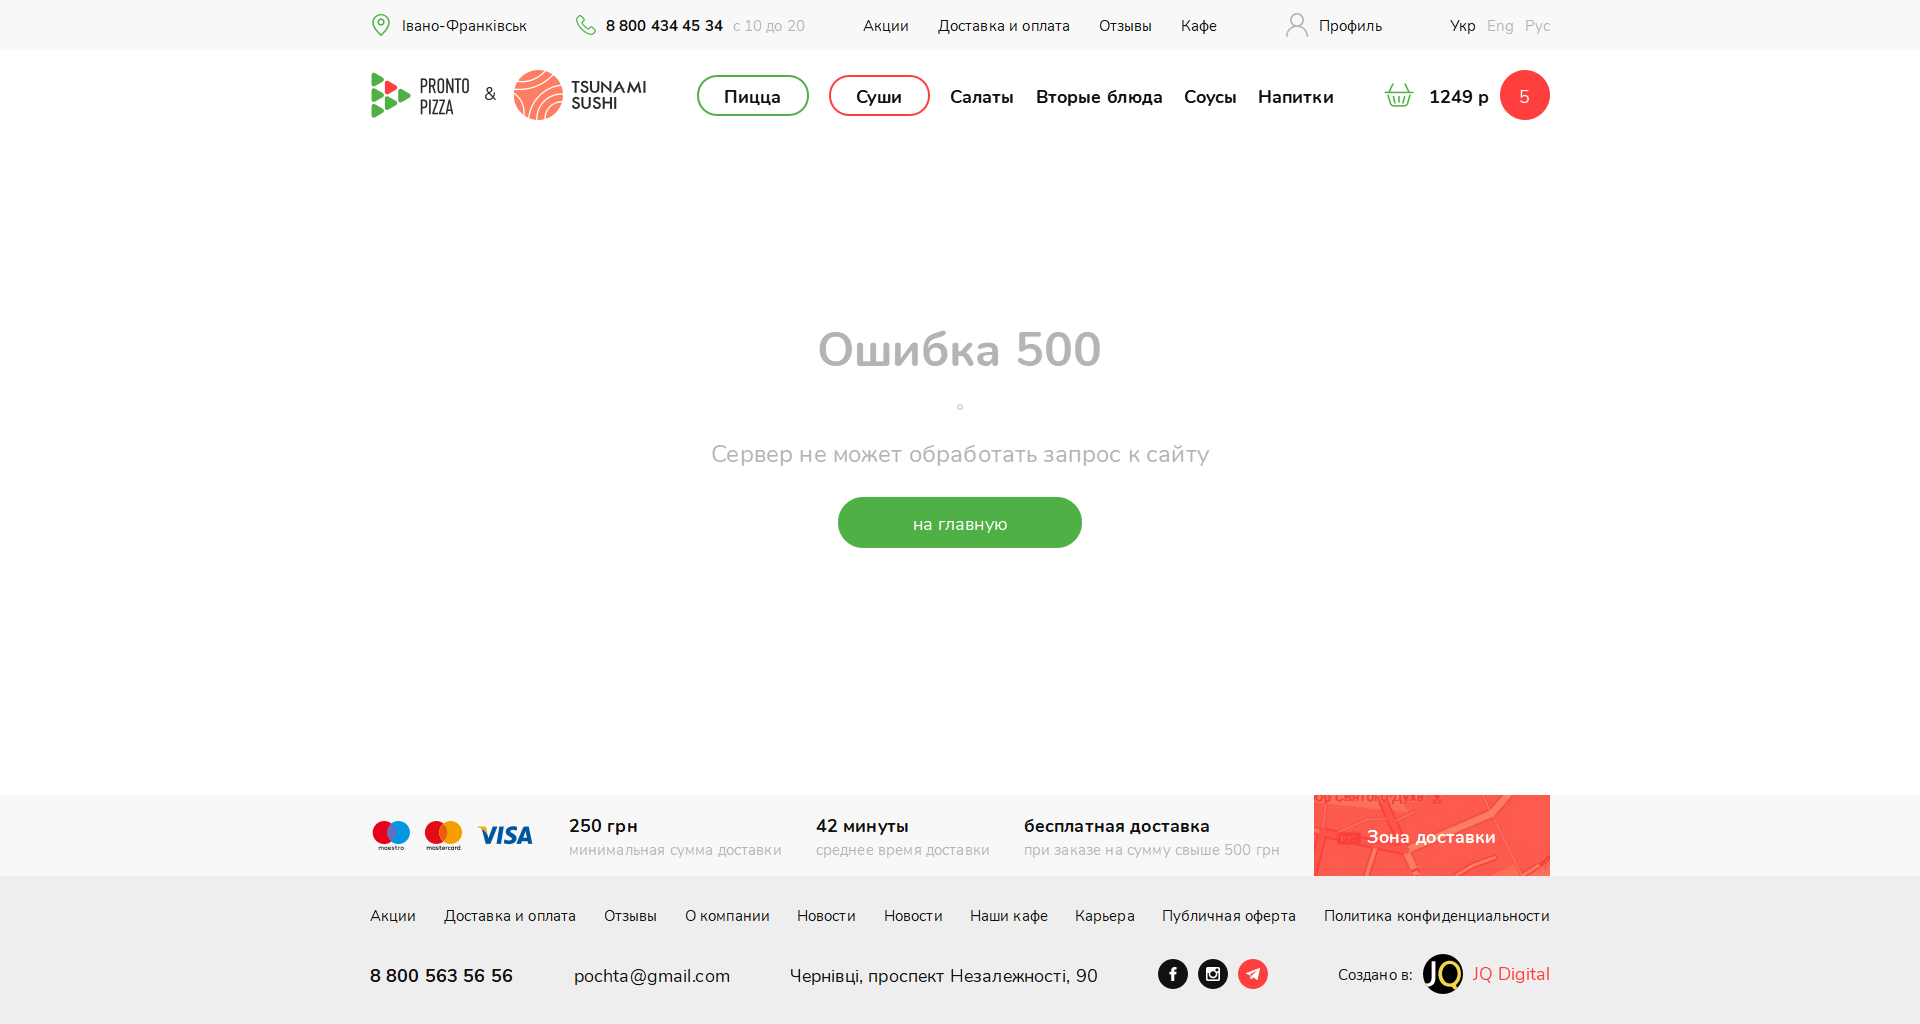 Івано-Франківськ
8 800 434 45 34 с 10 до 20
Акции Доставка и оплата Отзывы Кафе
Профиль
Укр Eng Рус
PRONTO PIZZA
&
TSUNAMI SUSHI
Пицца Суши Салаты Вторые блюда Соусы Напитки
1249 р 5
Ошибка 500
Сервер не может обработать запрос к сайту
на главную
maestro mastercard VISA
250 грн
минимальная сумма доставки
42 минуты
среднее время доставки
бесплатная доставка
при заказе на сумму свыше 500 грн
ор Святого Духа
Зона доставки
Акции Доставка и оплата Отзывы О компании Новости Новости Наши кафе Карьера Публичная оферта Политика конфиденциальности
8 800 563 56 56 pochta@gmail.com Чернівці, проспект Незалежності, 90
Создано в: JQ JQ Digital